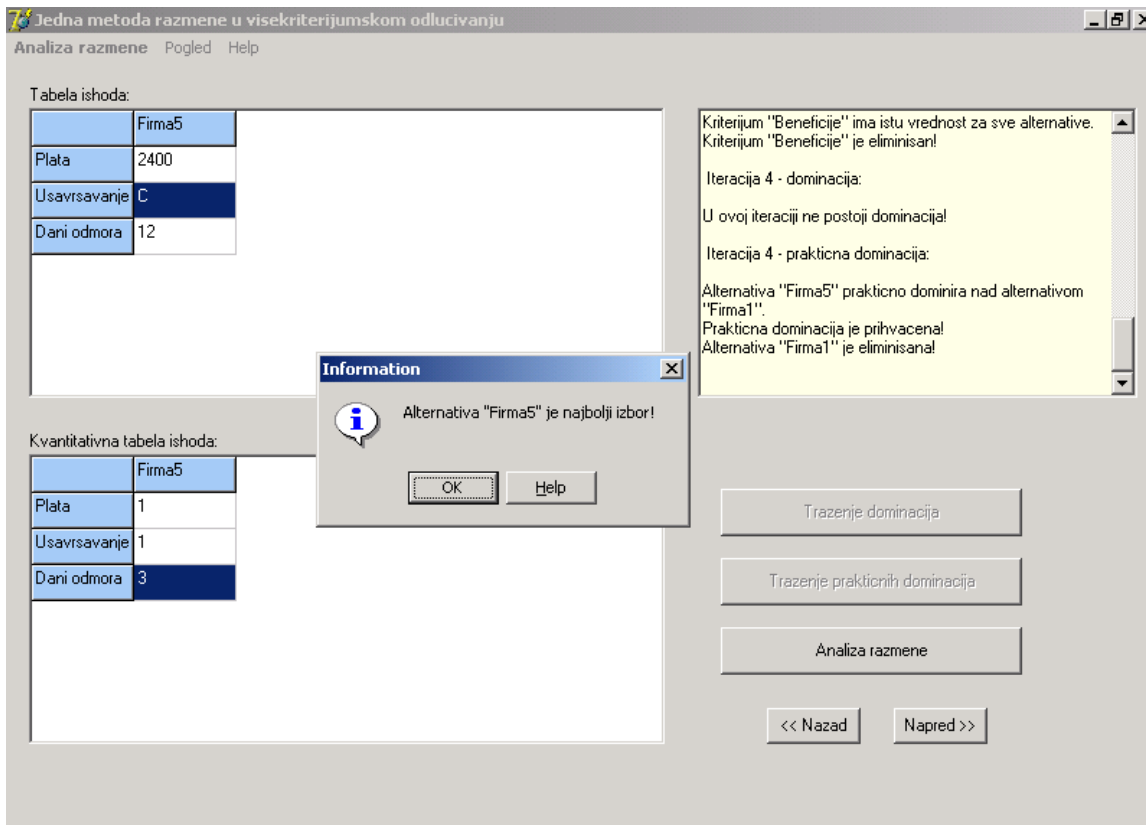 Jedna metoda razmene u visekriterijumskom odlucivanju
Analiza razmene Pogled Help
Tabela ishoda:
Firma5
Plata 2400
Usavrsavanje C
Dani odmora 12
Kriterijum "Beneficije" ima istu vrednost za sve alternative.
Kriterijum "Beneficije" je eliminisan!
Iteracija 4 - dominacija:
U ovoj iteraciji ne postoji dominacija!
Iteracija 4 - prakticna dominacija:
Alternativa "Firma5" prakticno dominira nad alternativom
"Firma1".
Prakticna dominacija je prihvacena!
Alternativa "Firma1" je eliminisana!
Information
Alternativa "Firma5" je najbolji izbor!
OK Help
Kvantitativna tabela ishoda:
Firma5
Plata 1
Usavrsavanje 1
Dani odmora 3
Trazenje dominacija
Trazenje prakticnih dominacija
Analiza razmene
<< Nazad Napred >>